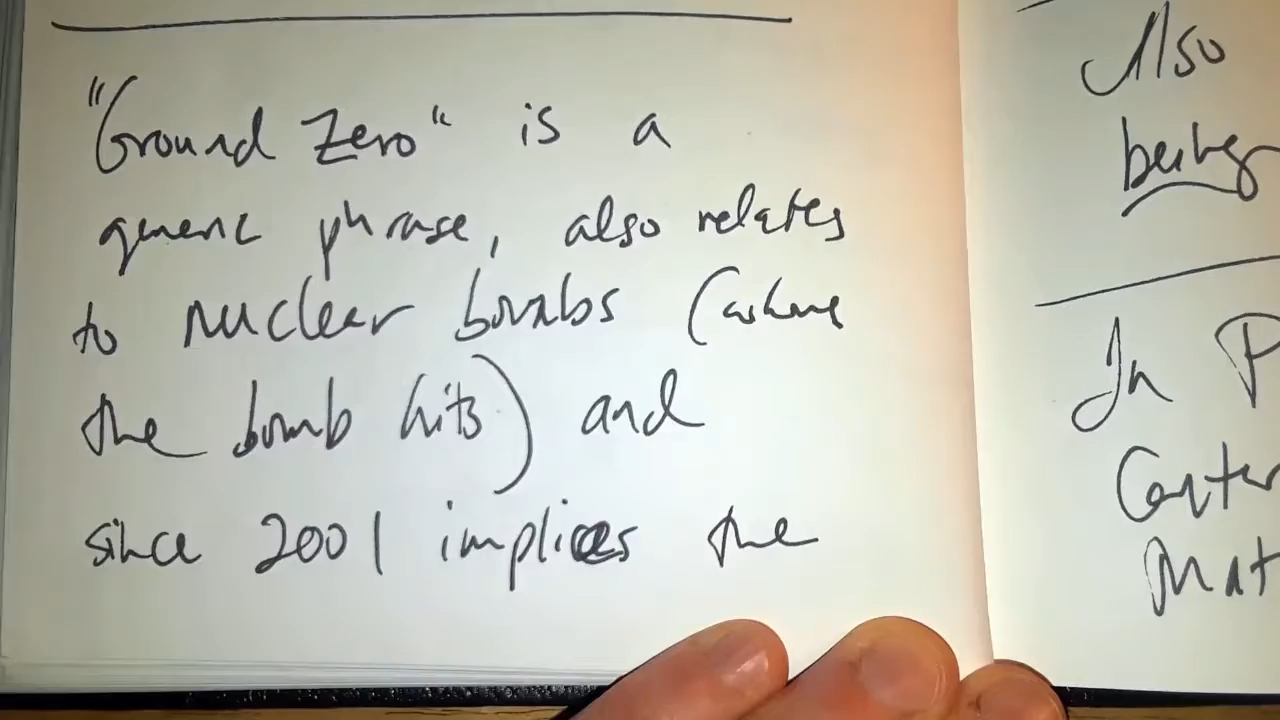 "Ground Zero" is a
generic phrase, also relates
to nuclear bombs (where
the bomb hits) and
since 2001 implies the
Also
being
In P
Center
Mat